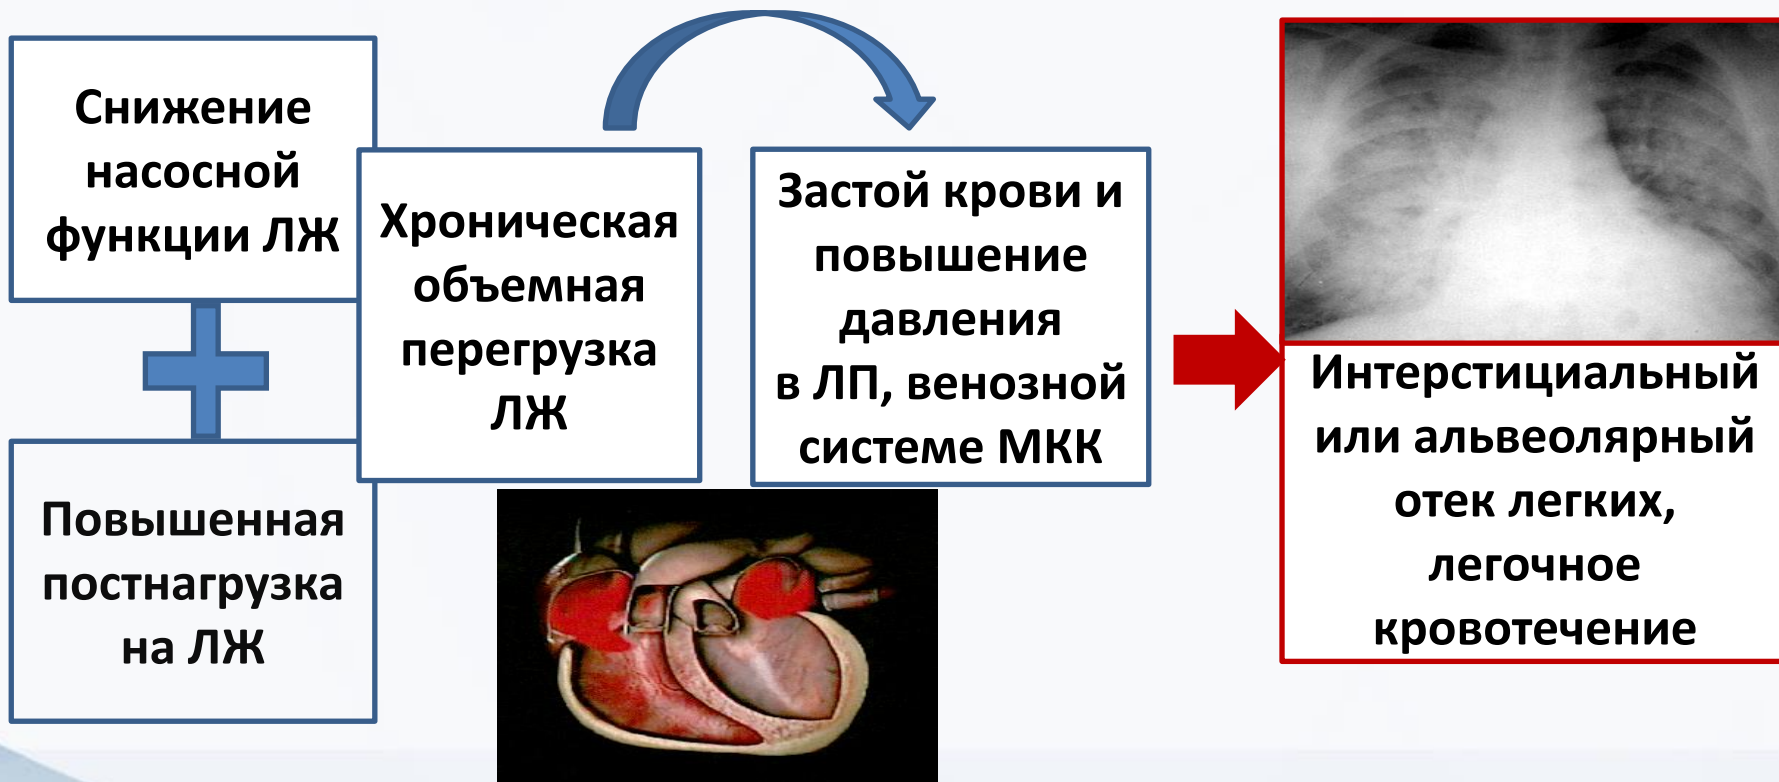 Снижение
насосной
функции ЛЖ
Повышенная
постнагрузка
на ЛЖ
Хроническая
объемная
перегрузка
ЛЖ
Застой крови и
повышение
давления
в ЛП, венозной
системе МКК
Интерстициальный
или альвеолярный
отек легких,
легочное
кровотечение